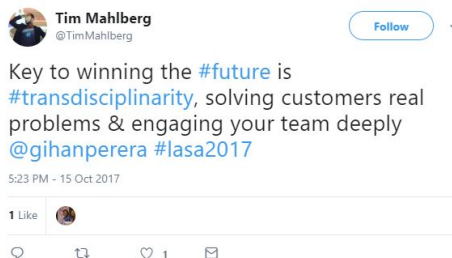 Tim Mahlberg
@TimMahlberg
Follow
Key to winning the #future is
#transdisciplinarity, solving customers real
problems & engaging your team deeply
@gihanperera #lasa2017
5:23 PM - 15 Oct 2017
1 Like
1